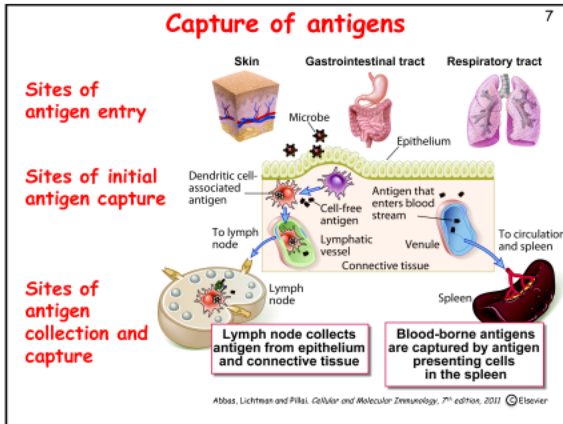 Capture of antigens
7
Skin
Gastrointestinal tract
Respiratory tract
Sites of
antigen entry
Microbe
Epithelium
Sites of initial
antigen capture
Dendritic cell-
associated
antigen
Cell-free
antigen
Antigen that
enters blood
stream
To lymph
node
Lymphatic
vessel
Venule
To circulation
and spleen
Connective tissue
Sites of
antigen
collection and
capture
Lymph
node
Spleen
Lymph node collects
antigen from epithelium
and connective tissue
Blood-borne antigens
are captured by antigen
presenting cells
in the spleen
Abbas, Lichtman and Pillai. Cellular and Molecular Immunology, 7th edition, 2011 © Elsevier